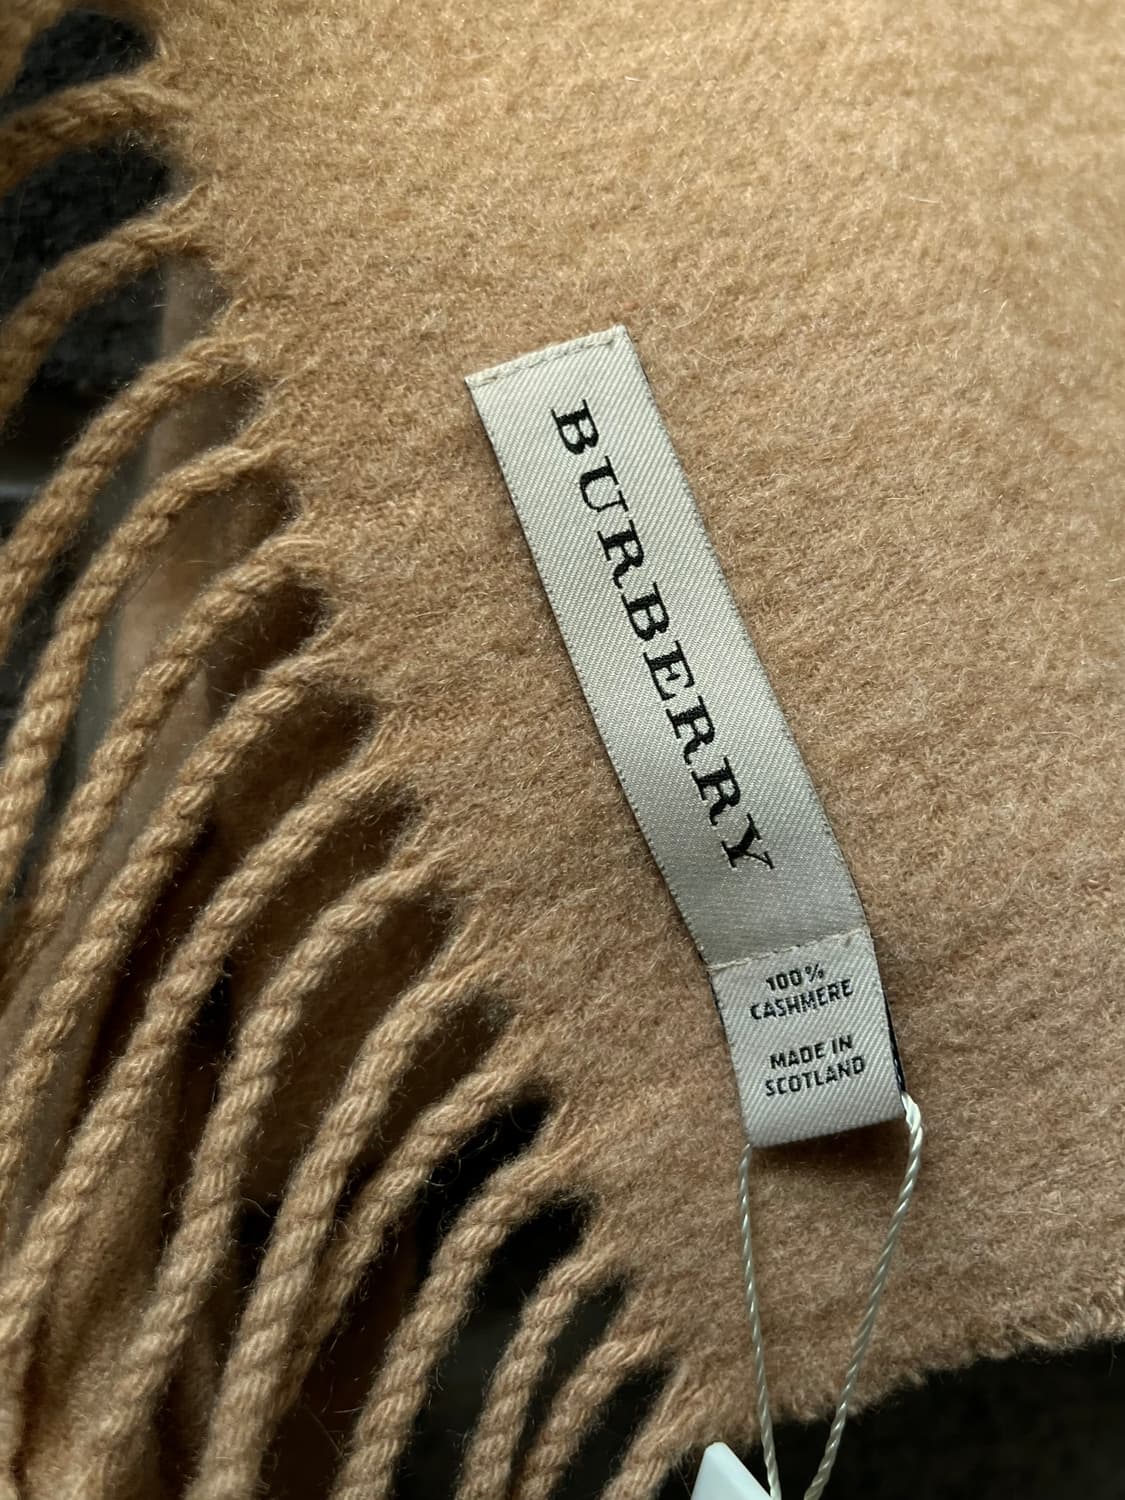 BURBERRY
100%
CASHMERE
MADE IN
SCOTLAND